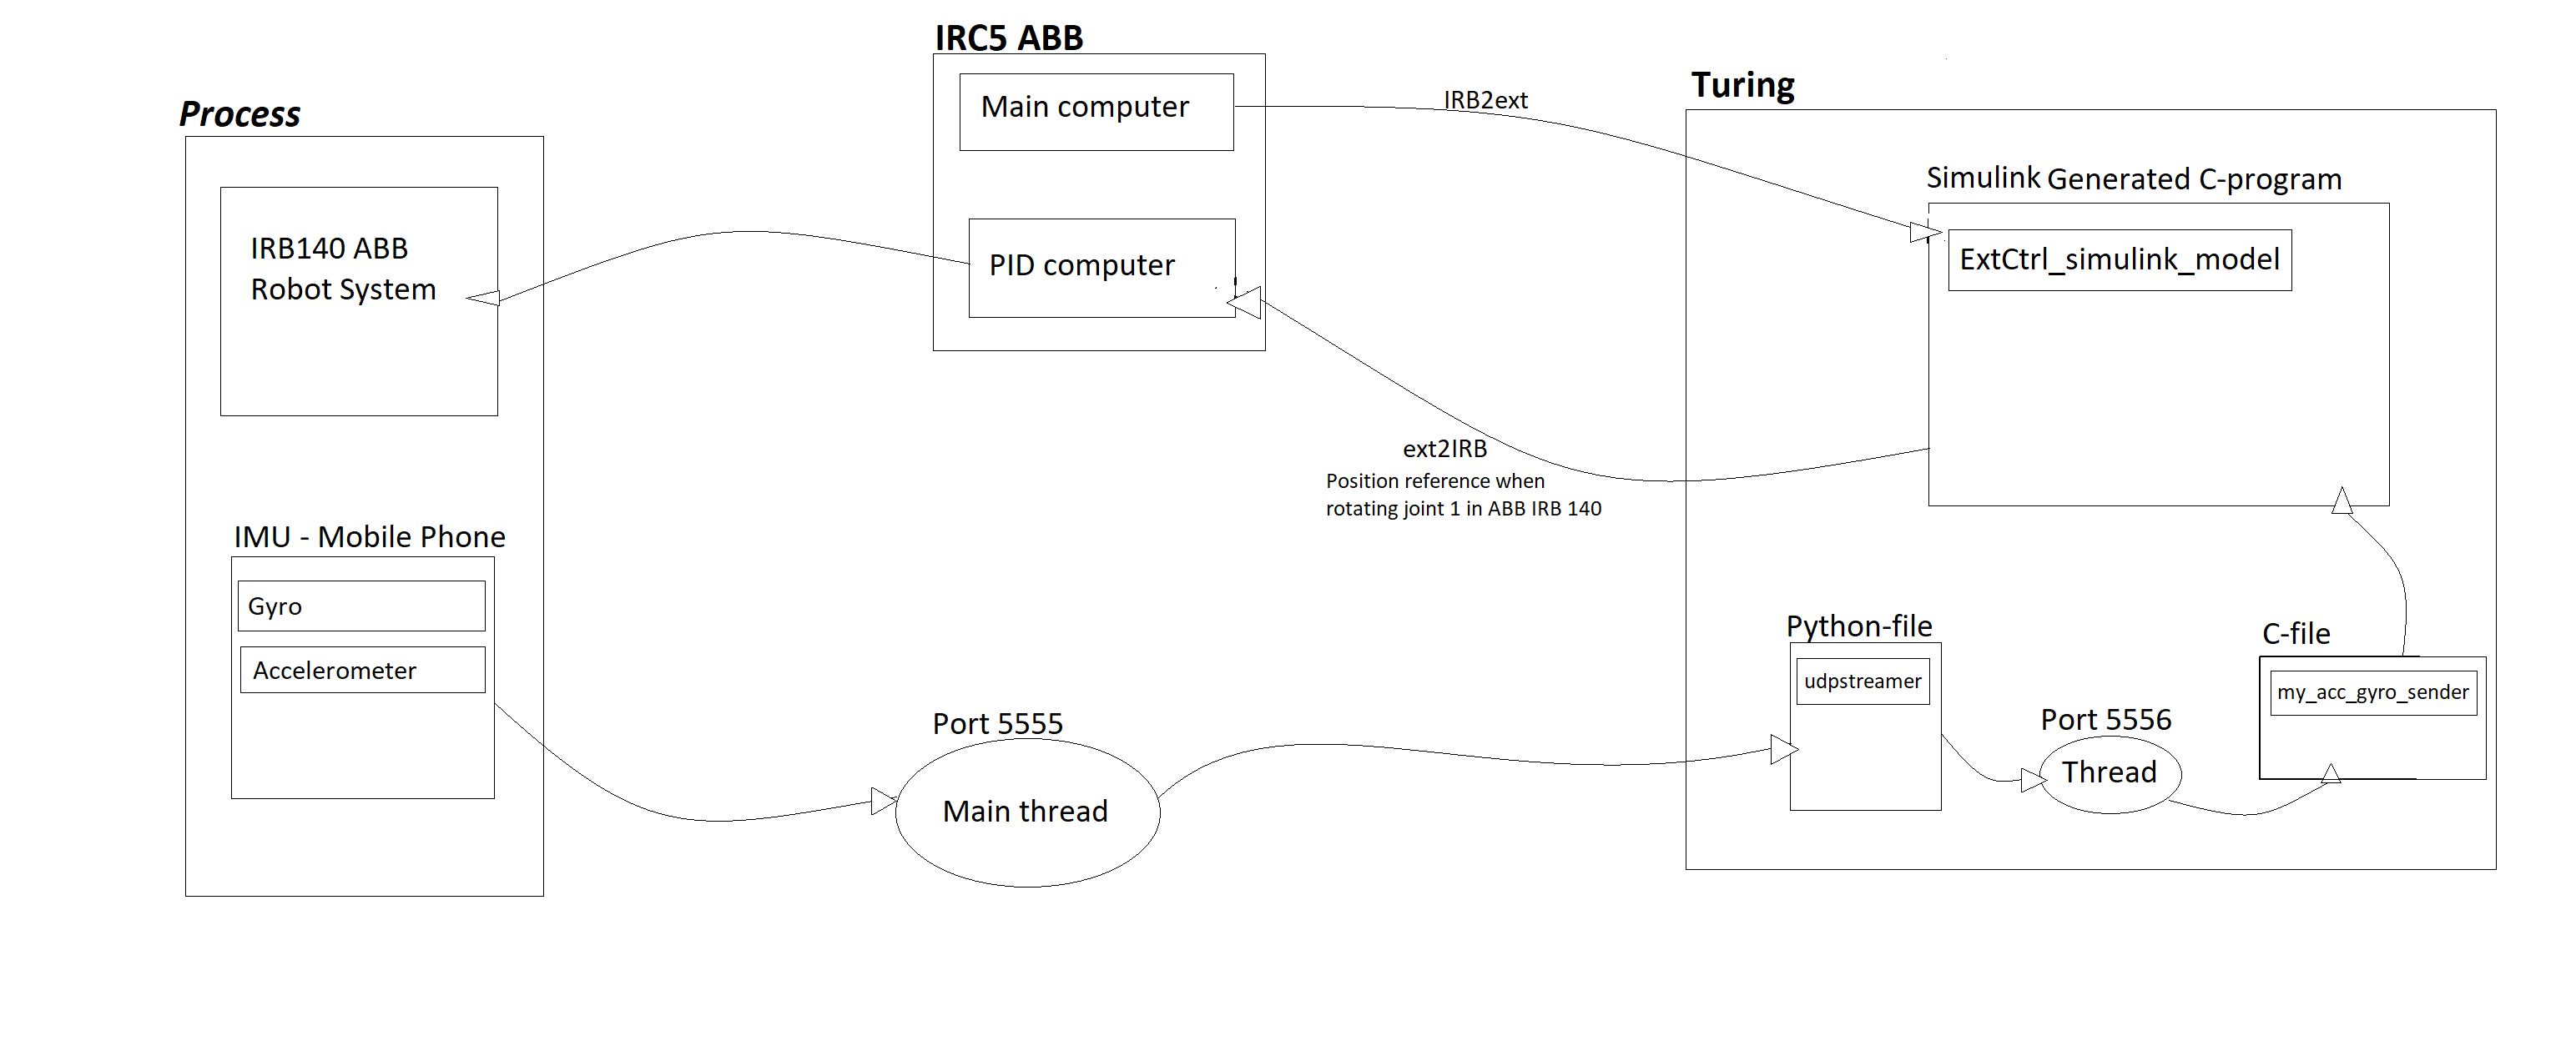 Process
IRB140 ABB
Robot System
IMU - Mobile Phone
Gyro
Accelerometer
IRC5 ABB
Main computer
PID computer
IRB2ext
ext2IRB
Position reference when
rotating joint 1 in ABB IRB 140
Port 5555
Main thread
Turing
Simulink Generated C-program
ExtCtrl_simulink_model
Python-file
udpstreamer
Port 5556
Thread
C-file
my_acc_gyro_sender